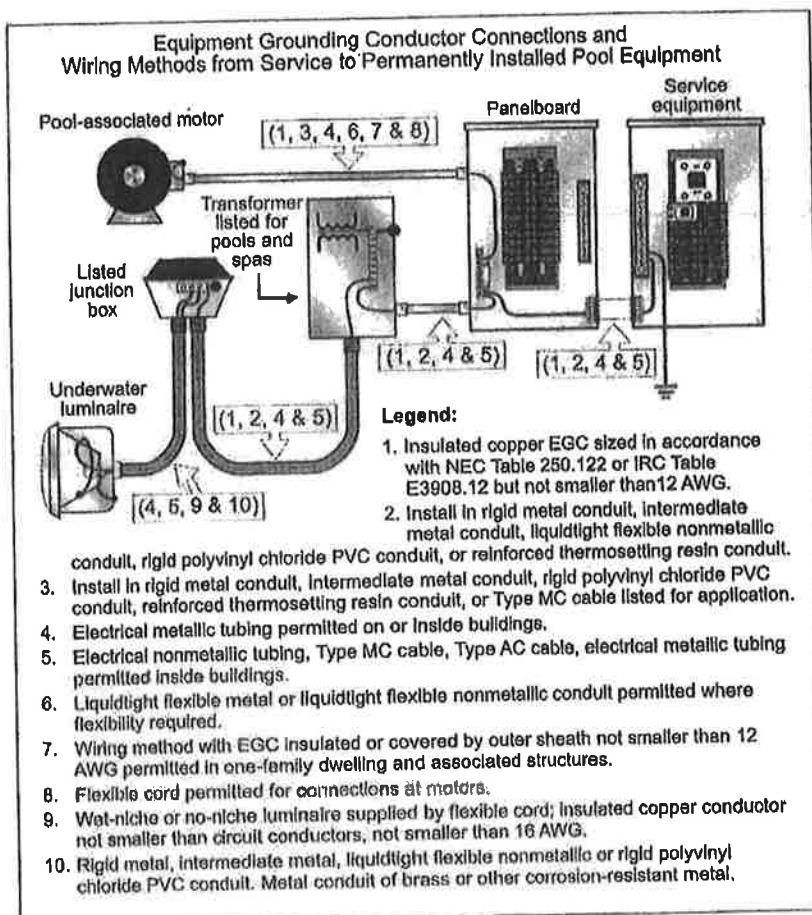 Equipment Grounding Conductor Connections and
Wiring Methods from Service to Permanently Installed Pool Equipment
Pool-associated motor
[(1, 3, 4, 6, 7 & 8)]
Panelboard
Service
equipment
Transformer
listed for
pools and
spas
Listed
junction
box
[(1, 2, 4 & 5)]
[(1, 2, 4 & 5)]
Underwater
luminaire
[(1, 2, 4 & 5)]
[(4, 5, 9 & 10)]
Legend:
1. Insulated copper EGC sized in accordance
with NEC Table 250.122 or IRC Table
E3908.12 but not smaller than12 AWG.
2. Install in rigid metal conduit, intermediate
metal conduit, liquidtight flexible nonmetallic
conduit, rigid polyvinyl chloride PVC conduit, or reinforced thermosetting resin conduit.
3. Install in rigid metal conduit, intermediate metal conduit, rigid polyvinyl chloride PVC
conduit, reinforced thermosetting resin conduit, or Type MC cable listed for application.
4. Electrical metallic tubing permitted on or inside buildings.
5. Electrical nonmetallic tubing, Type MC cable, Type AC cable, electrical metallic tubing
permitted inside buildings.
6. Liquidtight flexible metal or liquidtight flexible nonmetallic conduit permitted where
flexibility required.
7. Wiring method with EGC insulated or covered by outer sheath not smaller than 12
AWG permitted in one-family dwelling and associated structures.
8. Flexible cord permitted for connections at motors.
9. Wet-niche or no-niche luminaire supplied by flexible cord; insulated copper conductor
not smaller than circuit conductors, not smaller than 16 AWG.
10. Rigid metal, intermediate metal, liquidtight flexible nonmetallic or rigid polyvinyl
chloride PVC conduit. Metal conduit of brass or other corrosion-resistant metal.